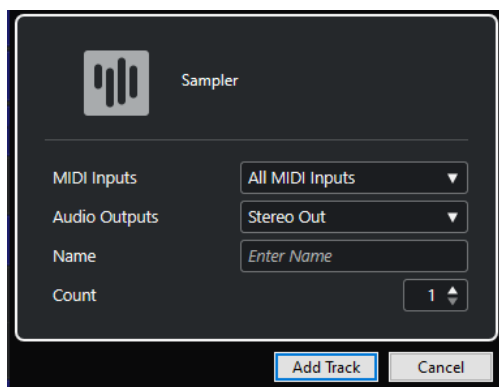 Sampler
MIDI Inputs All MIDI Inputs
Audio Outputs Stereo Out
Name Enter Name
Count 1
Add Track Cancel